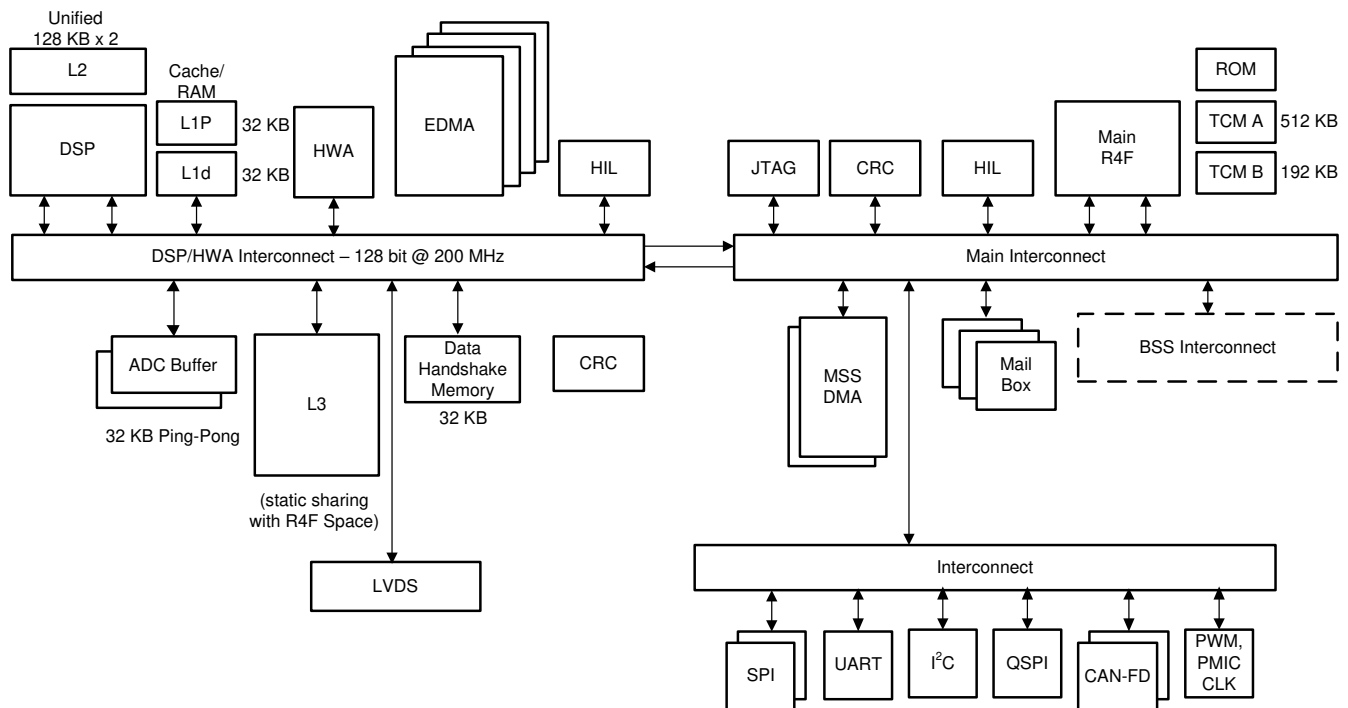 Unified
128 KB x 2
L2
Cache/
RAM
DSP
L1P
32 KB
L1d
32 KB
HWA
EDMA
HIL
JTAG
CRC
HIL
Main
R4F
ROM
TCM A
512 KB
TCM B
192 KB
DSP/HWA Interconnect – 128 bit @ 200 MHz
Main Interconnect
ADC Buffer
32 KB Ping-Pong
L3
(static sharing
with R4F Space)
Data
Handshake
Memory
32 KB
CRC
LVDS
MSS
DMA
Mail
Box
BSS Interconnect
Interconnect
SPI
UART
I²C
QSPI
CAN-FD
PWM,
PMIC
CLK